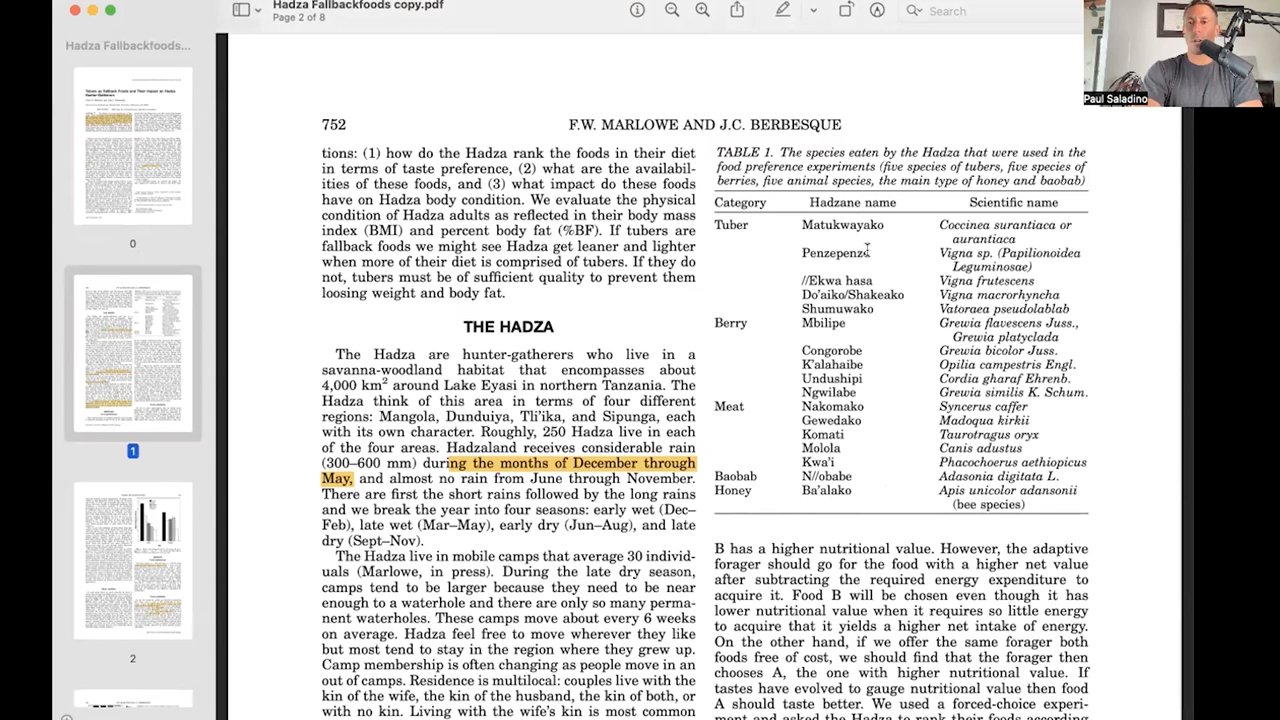 Hadza Fallbackfoods copy.pdf
Page 2 of 8
Search
Paul Saladino
Hadza Fallbackfoods...
0
1
2
752
F.W. MARLOWE AND J.C. BERBESQUE
tions: (1) how do the Hadza rank the foods in their diet
in terms of taste preference, (2) what are the availabil-
ities of these foods, and (3) what impact do these foods
have on Hadza body condition. We evaluate the physical
condition of Hadza adults as reflected in their body mass
index (BMI) and percent body fat (%BF). If tubers are
fallback foods we might see Hadza get leaner and lighter
when more of their diet is comprised of tubers. If they do
not, tubers must be of sufficient quality to prevent them
loosing weight and body fat.
THE HADZA
The Hadza are hunter-gatherers who live in a
savanna-woodland habitat that encompasses about
4,000 km² around Lake Eyasi in northern Tanzania. The
Hadza think of this area in terms of four different
regions: Mangola, Dunduiya, Tli'ika, and Sipunga, each
with its own character. Roughly, 250 Hadza live in each
of the four areas. Hadzaland receives considerable rain
(300–600 mm) during the months of December through
May, and almost no rain from June through November.
There are first the short rains followed by the long rains
and we break the year into four seasons: early wet (Dec–
Feb), late wet (Mar–May), early dry (Jun–Aug), and late
dry (Sept–Nov).
The Hadza live in mobile camps that average 30 individ-
uals (Marlowe, in press). During the late dry season,
camps tend to be larger because they need to be near
enough to a waterhole and there are only so many perma-
nent waterholes. These camps move about every 6 weeks
on average. Hadza feel free to move wherever they like
but most tend to stay in the region where they grew up.
Camp membership is often changing as people move in an
out of camps. Residence is multilocal: couples live with the
kin of the wife, the kin of the husband, the kin of both, or
with no kin. Living with the wife's kin is most common
TABLE 1. The species eaten by the Hadza that were used in the
food preference experiments (five species of tubers, five species of
berries, five animal species, the main type of honey and baobab)
Category Hadzane name Scientific name
Tuber Matukwayako Coccinea surantiaca or
aurantiaca
Penzepenze Vigna sp. (Papilionoidea
Leguminosae)
//Ekwa hasa Vigna frutescens
Do'aiko/Shakeako Vigna macrorhyncha
Shumuwako Vatoraea pseudolablab
Berry Mbilipe Grewia flavescens Juss.,
Grewia platyclada
Congorobe Grewia bicolor Juss.
K'alahaibe Opilia campestris Engl.
Undushipi Cordia gharaf Ehrenb.
Ngwilabe Grewia similis K. Schum.
Meat Nakomako Syncerus caffer
Gewedako Madoqua kirkii
Komati Taurotragus oryx
Molola Canis adustus
Kwa'i Phacochoerus aethiopicus
Baobab N//obabe Adasonia digitata L.
Honey Ba'alako Apis unicolor adansonii
(bee species)
B has a higher nutritional value. However, the adaptive
forager should go for the food with a higher net value
after subtracting the required energy expenditure to
acquire it. Food B will be chosen even though it has
lower nutritional value when it requires so little energy
to acquire that it yields a higher net intake of energy.
On the other hand, if we offer the same forager both
foods free of cost, we should find that the forager then
chooses A, the one with higher nutritional value. If
tastes have evolved to gauge nutritional value then food
A should taste better. We used a forced-choice experi-
ment and asked the Hadza to rank their foods according